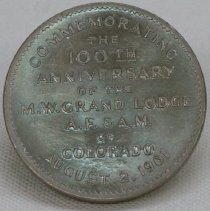 COMMEMORATING
THE
100TH
ANNIVERSARY
OF THE
M.W. GRAND LODGE
A.F. & A.M.
OF
COLORADO
AUGUST 2, 1961